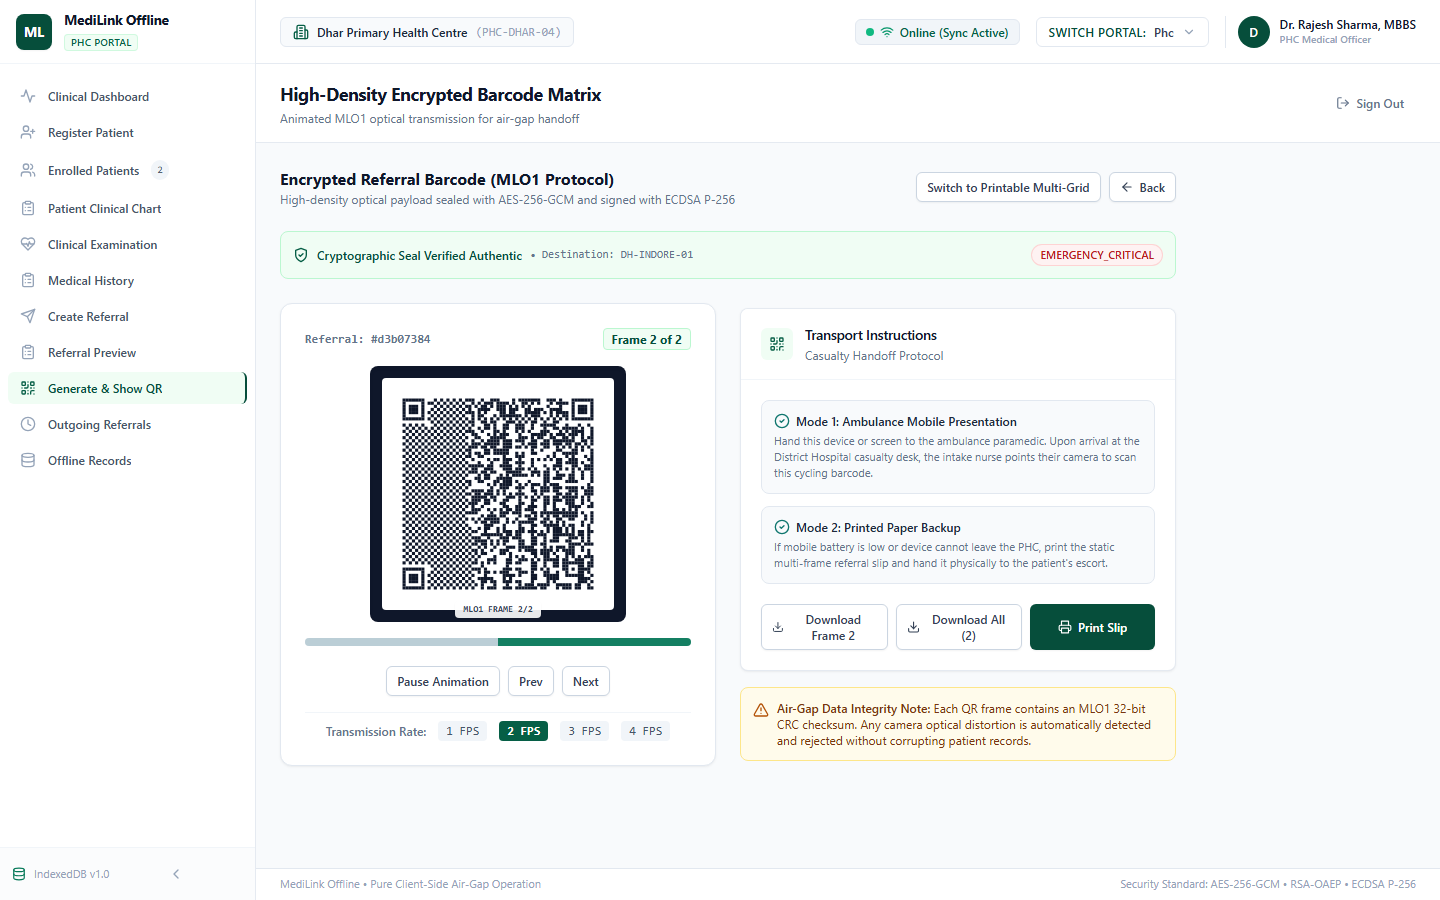 ML
MediLink Offline
PHC PORTAL
Clinical Dashboard
Register Patient
Enrolled Patients 2
Patient Clinical Chart
Clinical Examination
Medical History
Create Referral
Referral Preview
Generate & Show QR
Outgoing Referrals
Offline Records
IndexedDB v1.0
Dhar Primary Health Centre (PHC-DHAR-04)
Online (Sync Active)
SWITCH PORTAL: Phc
D
Dr. Rajesh Sharma, MBBS
PHC Medical Officer
High-Density Encrypted Barcode Matrix
Animated MLO1 optical transmission for air-gap handoff
Sign Out
Encrypted Referral Barcode (MLO1 Protocol)
High-density optical payload sealed with AES-256-GCM and signed with ECDSA P-256
Switch to Printable Multi-Grid
Back
Cryptographic Seal Verified Authentic • Destination: DH-INDORE-01
EMERGENCY_CRITICAL
Referral: #d3b07384
Frame 2 of 2
MLO1 FRAME 2/2
Pause Animation
Prev
Next
Transmission Rate: 1 FPS 2 FPS 3 FPS 4 FPS
Transport Instructions
Casualty Handoff Protocol
Mode 1: Ambulance Mobile Presentation
Hand this device or screen to the ambulance paramedic. Upon arrival at the
District Hospital casualty desk, the intake nurse points their camera to scan
this cycling barcode.
Mode 2: Printed Paper Backup
If mobile battery is low or device cannot leave the PHC, print the static
multi-frame referral slip and hand it physically to the patient's escort.
Download
Frame 2
Download All
(2)
Print Slip
Air-Gap Data Integrity Note: Each QR frame contains an MLO1 32-bit
CRC checksum. Any camera optical distortion is automatically detected
and rejected without corrupting patient records.
MediLink Offline • Pure Client-Side Air-Gap Operation
Security Standard: AES-256-GCM • RSA-OAEP • ECDSA P-256